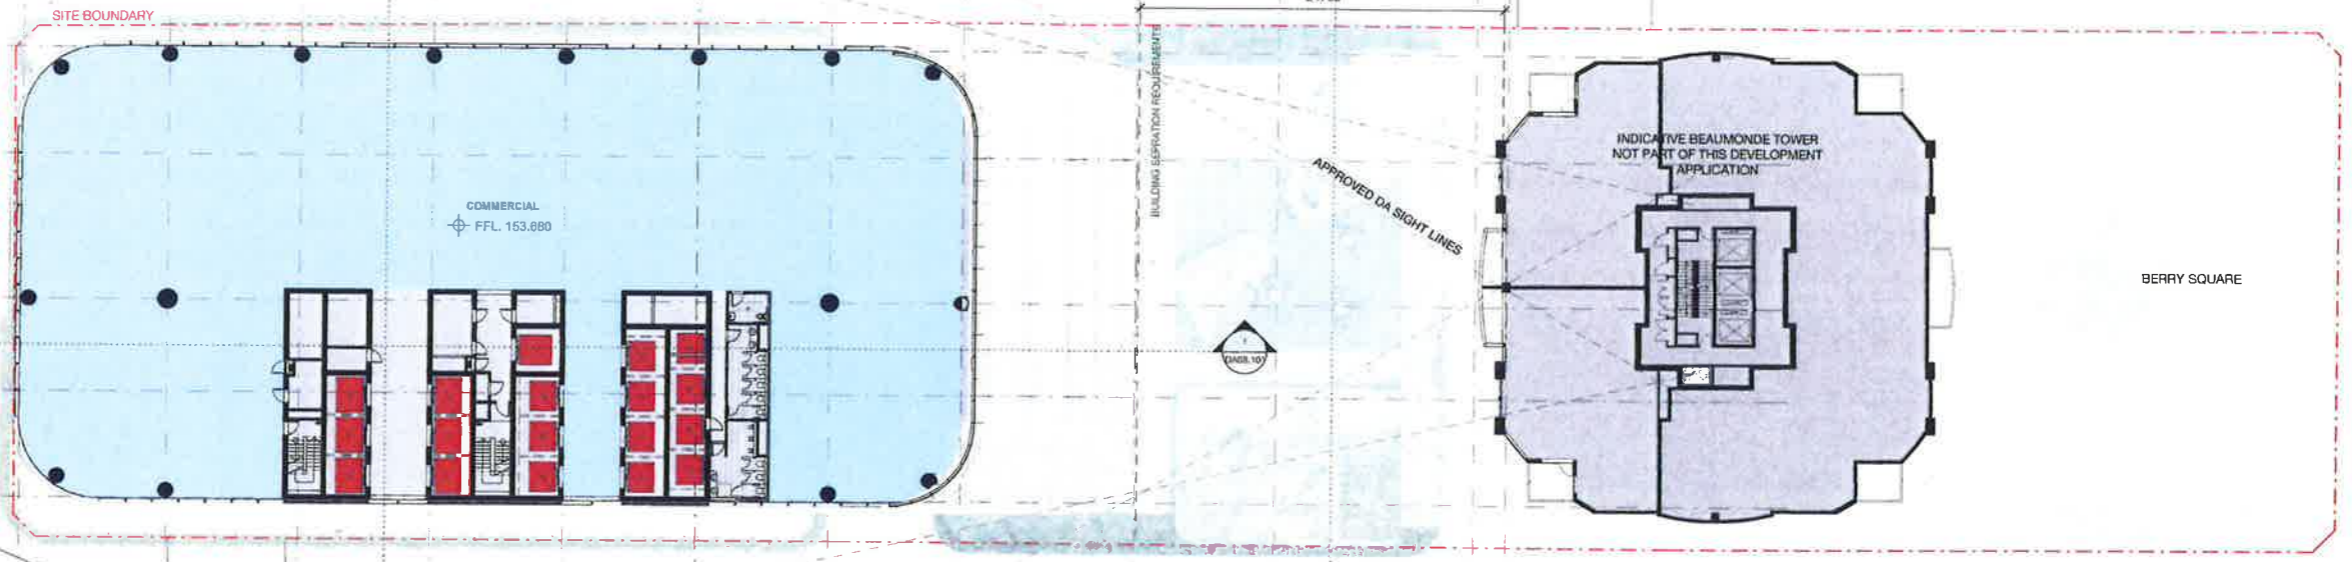 SITE BOUNDARY
BUILDING SEPRATION REQUIREMENTS
COMMERCIAL
FFL. 153.680
APPROVED DA SIGHT LINES
1
INDICATIVE BEAUMONDE TOWER
NOT PART OF THIS DEVELOPMENT
APPLICATION
BERRY SQUARE